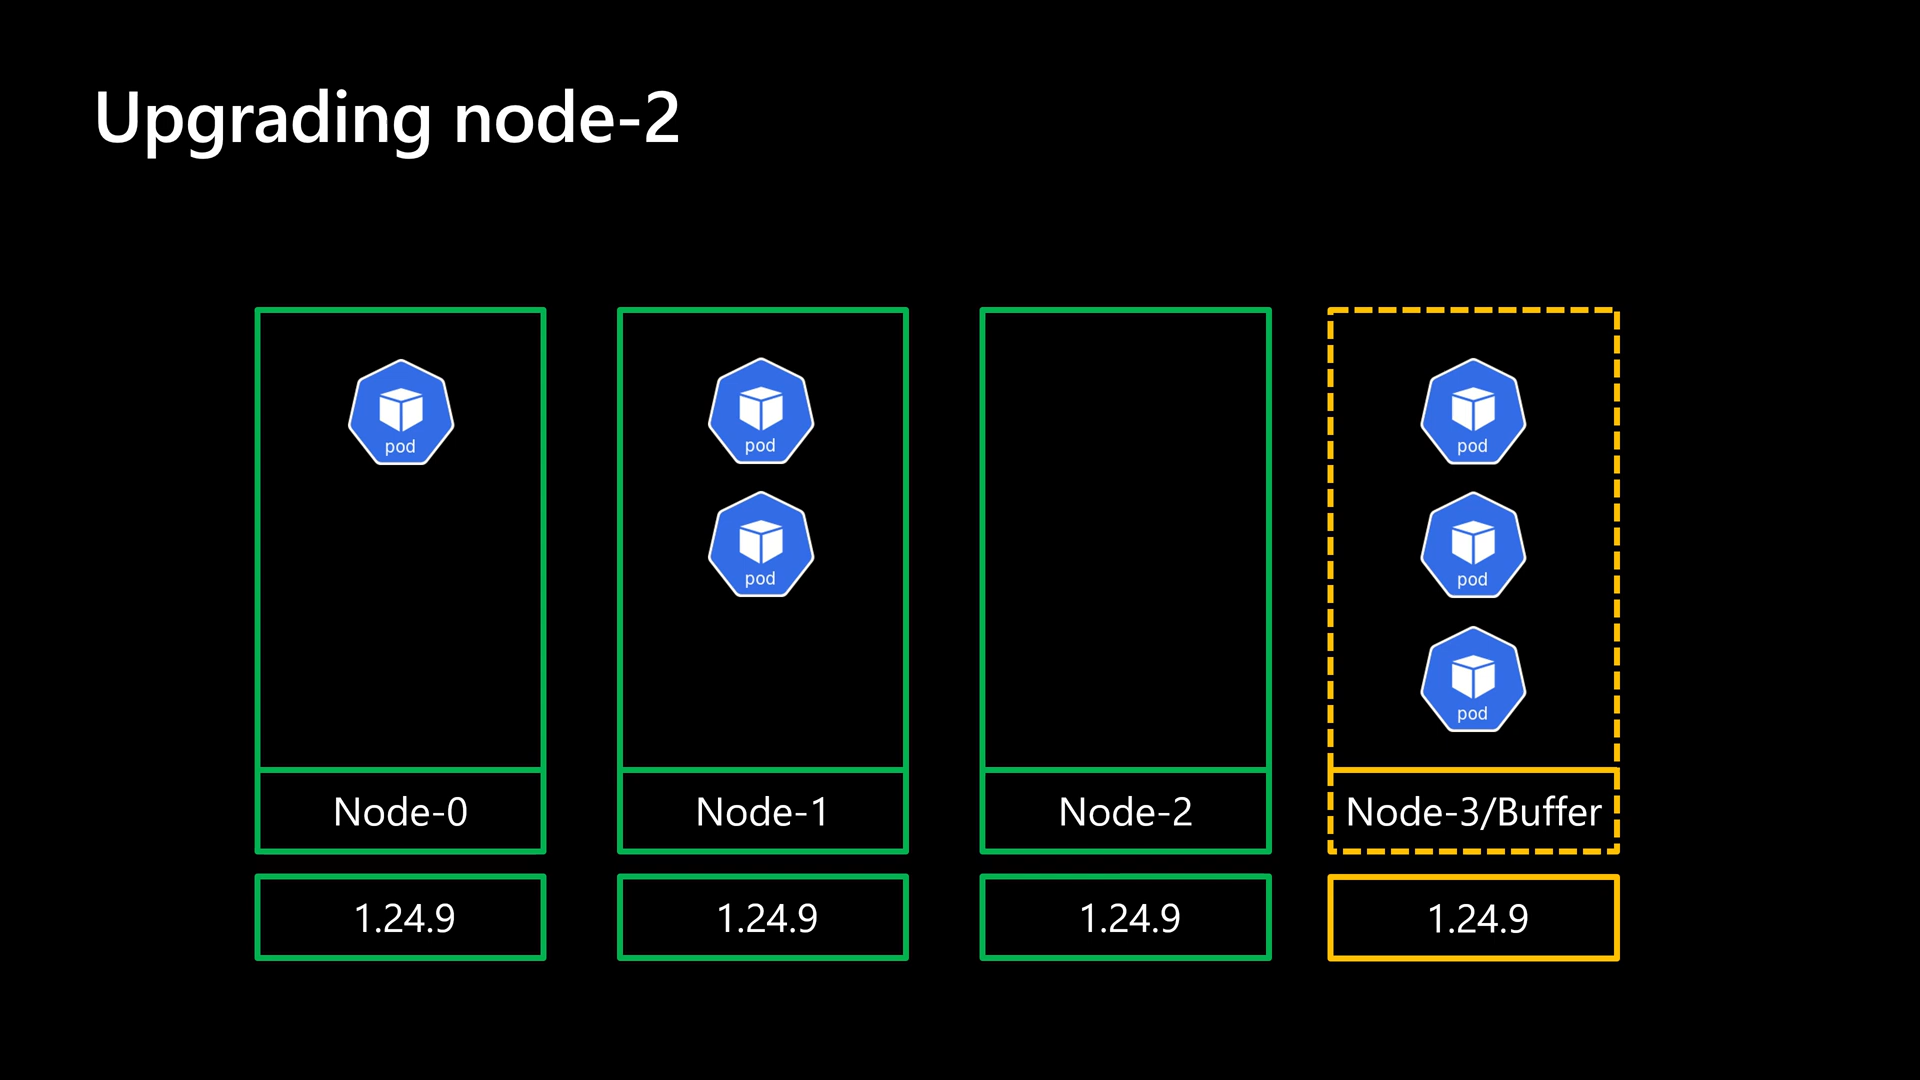 Upgrading node-2
pod
pod
pod
pod
pod
pod
Node-0
Node-1
Node-2
Node-3/Buffer
1.24.9
1.24.9
1.24.9
1.24.9